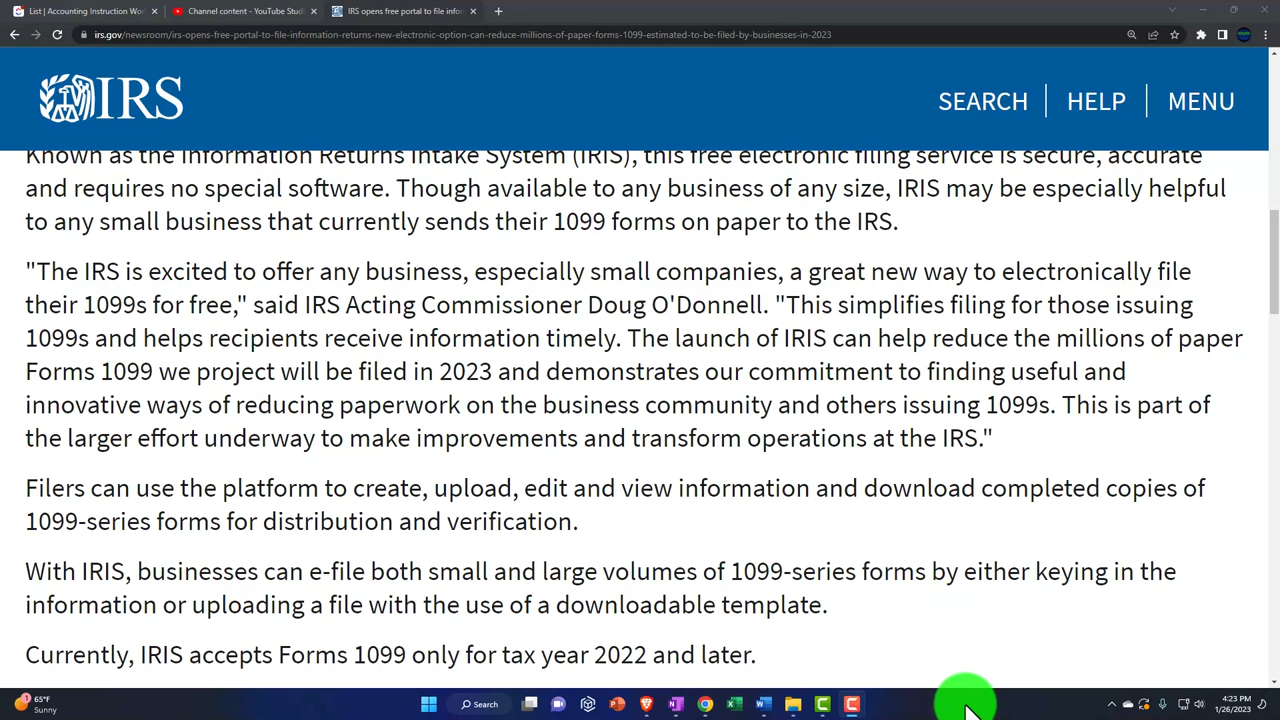 List | Accounting Instruction Wor
Channel content - YouTube Studi
IRS opens free portal to file infor
irs.gov/newsroom/irs-opens-free-portal-to-file-information-returns-new-electronic-option-can-reduce-millions-of-paper-forms-1099-estimated-to-be-filed-by-businesses-in-2023
IRS
SEARCH HELP MENU
Known as the Information Returns Intake System (IRIS), this free electronic filing service is secure, accurate
and requires no special software. Though available to any business of any size, IRIS may be especially helpful
to any small business that currently sends their 1099 forms on paper to the IRS.
"The IRS is excited to offer any business, especially small companies, a great new way to electronically file
their 1099s for free," said IRS Acting Commissioner Doug O'Donnell. "This simplifies filing for those issuing
1099s and helps recipients receive information timely. The launch of IRIS can help reduce the millions of paper
Forms 1099 we project will be filed in 2023 and demonstrates our commitment to finding useful and
innovative ways of reducing paperwork on the business community and others issuing 1099s. This is part of
the larger effort underway to make improvements and transform operations at the IRS."
Filers can use the platform to create, upload, edit and view information and download completed copies of
1099-series forms for distribution and verification.
With IRIS, businesses can e-file both small and large volumes of 1099-series forms by either keying in the
information or uploading a file with the use of a downloadable template.
Currently, IRIS accepts Forms 1099 only for tax year 2022 and later.
1
65°F
Sunny
Search
4:23 PM
1/26/2023